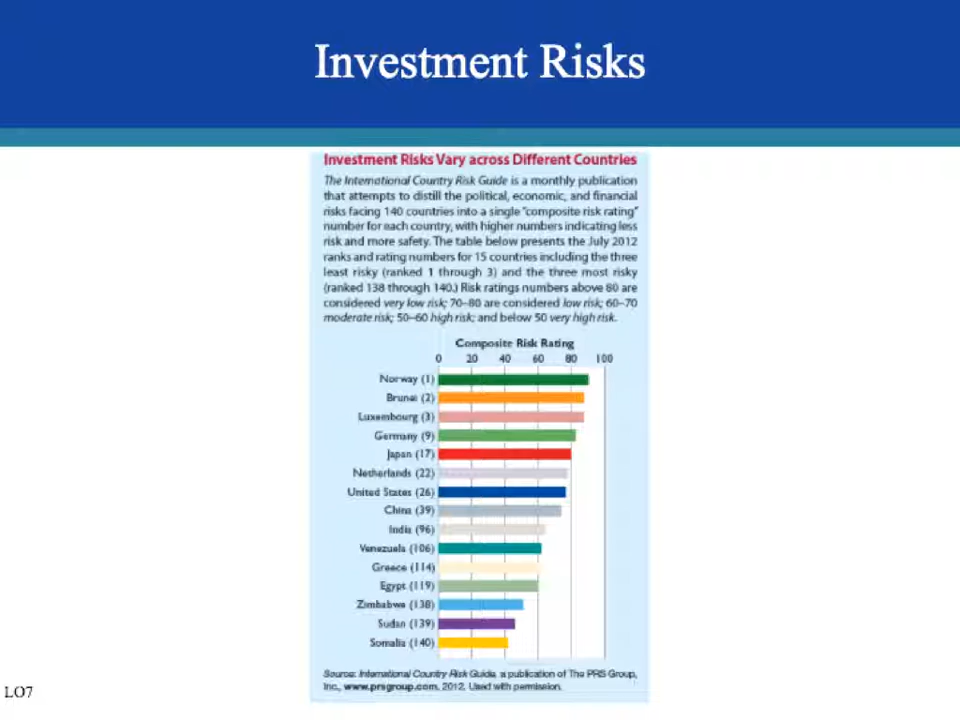 Investment Risks
Investment Risks Vary across Different Countries
The International Country Risk Guide is a monthly publication
that attempts to distill the political, economic, and financial
risks facing 140 countries into a single "composite risk rating"
number for each country, with higher numbers indicating less
risk and more safety. The table below presents the July 2012
ranks and rating numbers for 15 countries including the three
least risky (ranked 1 through 3) and the three most risky
(ranked 138 through 140.) Risk ratings numbers above 80 are
considered very low risk; 70–80 are considered low risk; 60–70
moderate risk; 50–60 high risk; and below 50 very high risk.
Composite Risk Rating
0 20 40 60 80 100
Norway (1)
Brunei (2)
Luxembourg (3)
Germany (9)
Japan (17)
Netherlands (22)
United States (26)
China (39)
India (96)
Venezuela (106)
Greece (114)
Egypt (119)
Zimbabwe (138)
Sudan (139)
Somalia (140)
Source: International Country Risk Guide, a publication of The PRS Group,
Inc., www.prsgroup.com, 2012. Used with permission.
LO7